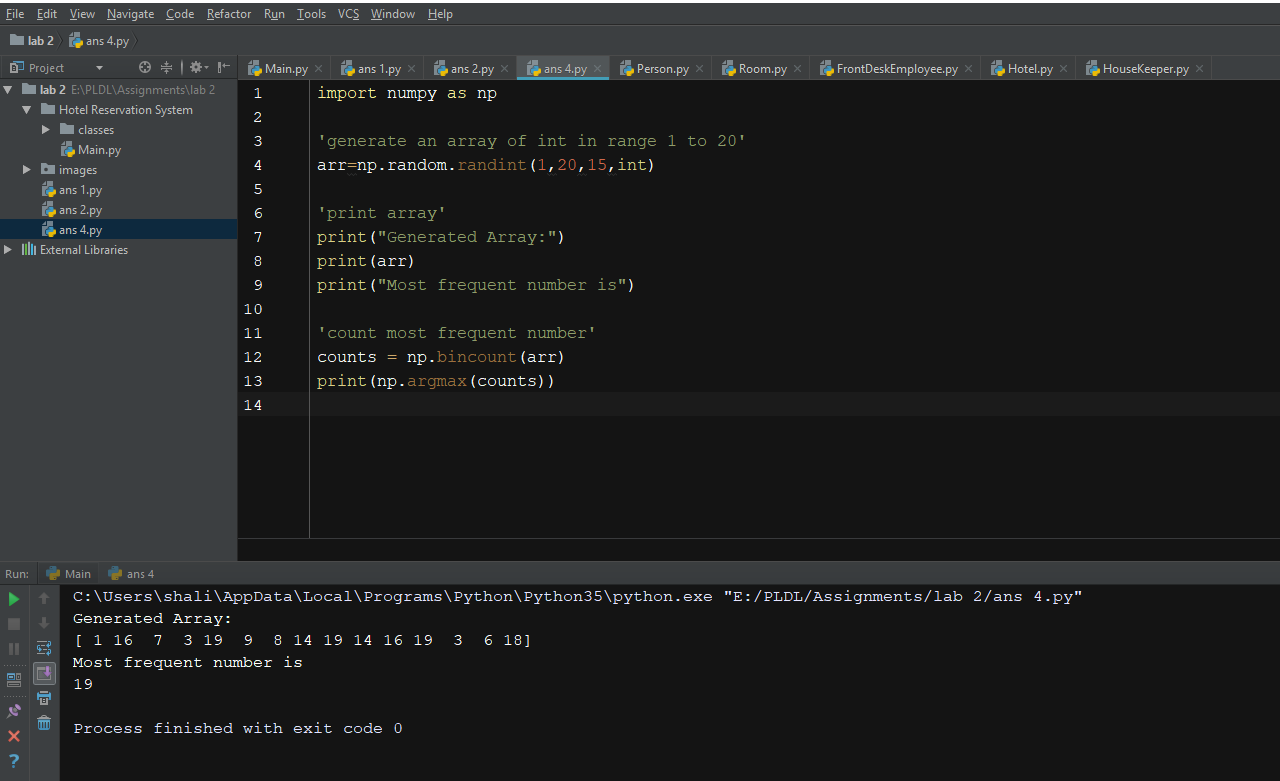 File Edit View Navigate Code Refactor Run Tools VCS Window Help
lab 2 ans 4.py
Project
Main.py ans 1.py ans 2.py ans 4.py Person.py Room.py FrontDeskEmployee.py Hotel.py HouseKeeper.py
lab 2 E:\PLDL\Assignments\lab 2
Hotel Reservation System
classes
Main.py
images
ans 1.py
ans 2.py
ans 4.py
External Libraries
1 import numpy as np
2
3 'generate an array of int in range 1 to 20'
4 arr=np.random.randint(1,20,15,int)
5
6 'print array'
7 print("Generated Array:")
8 print(arr)
9 print("Most frequent number is")
10
11 'count most frequent number'
12 counts = np.bincount(arr)
13 print(np.argmax(counts))
14
Run: Main ans 4
C:\Users\shali\AppData\Local\Programs\Python\Python35\python.exe "E:/PLDL/Assignments/lab 2/ans 4.py"
Generated Array:
[ 1 16  7  3 19  9  8 14 19 14 16 19  3  6 18]
Most frequent number is
19
Process finished with exit code 0